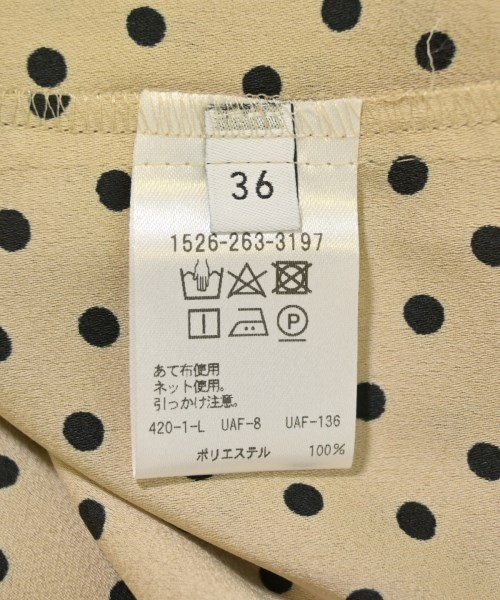 36
1526-263-3197
P
あて布使用
ネット使用。
引っかけ注意。
420-1-L UAF-8 UAF-136
ポリエステル 100%